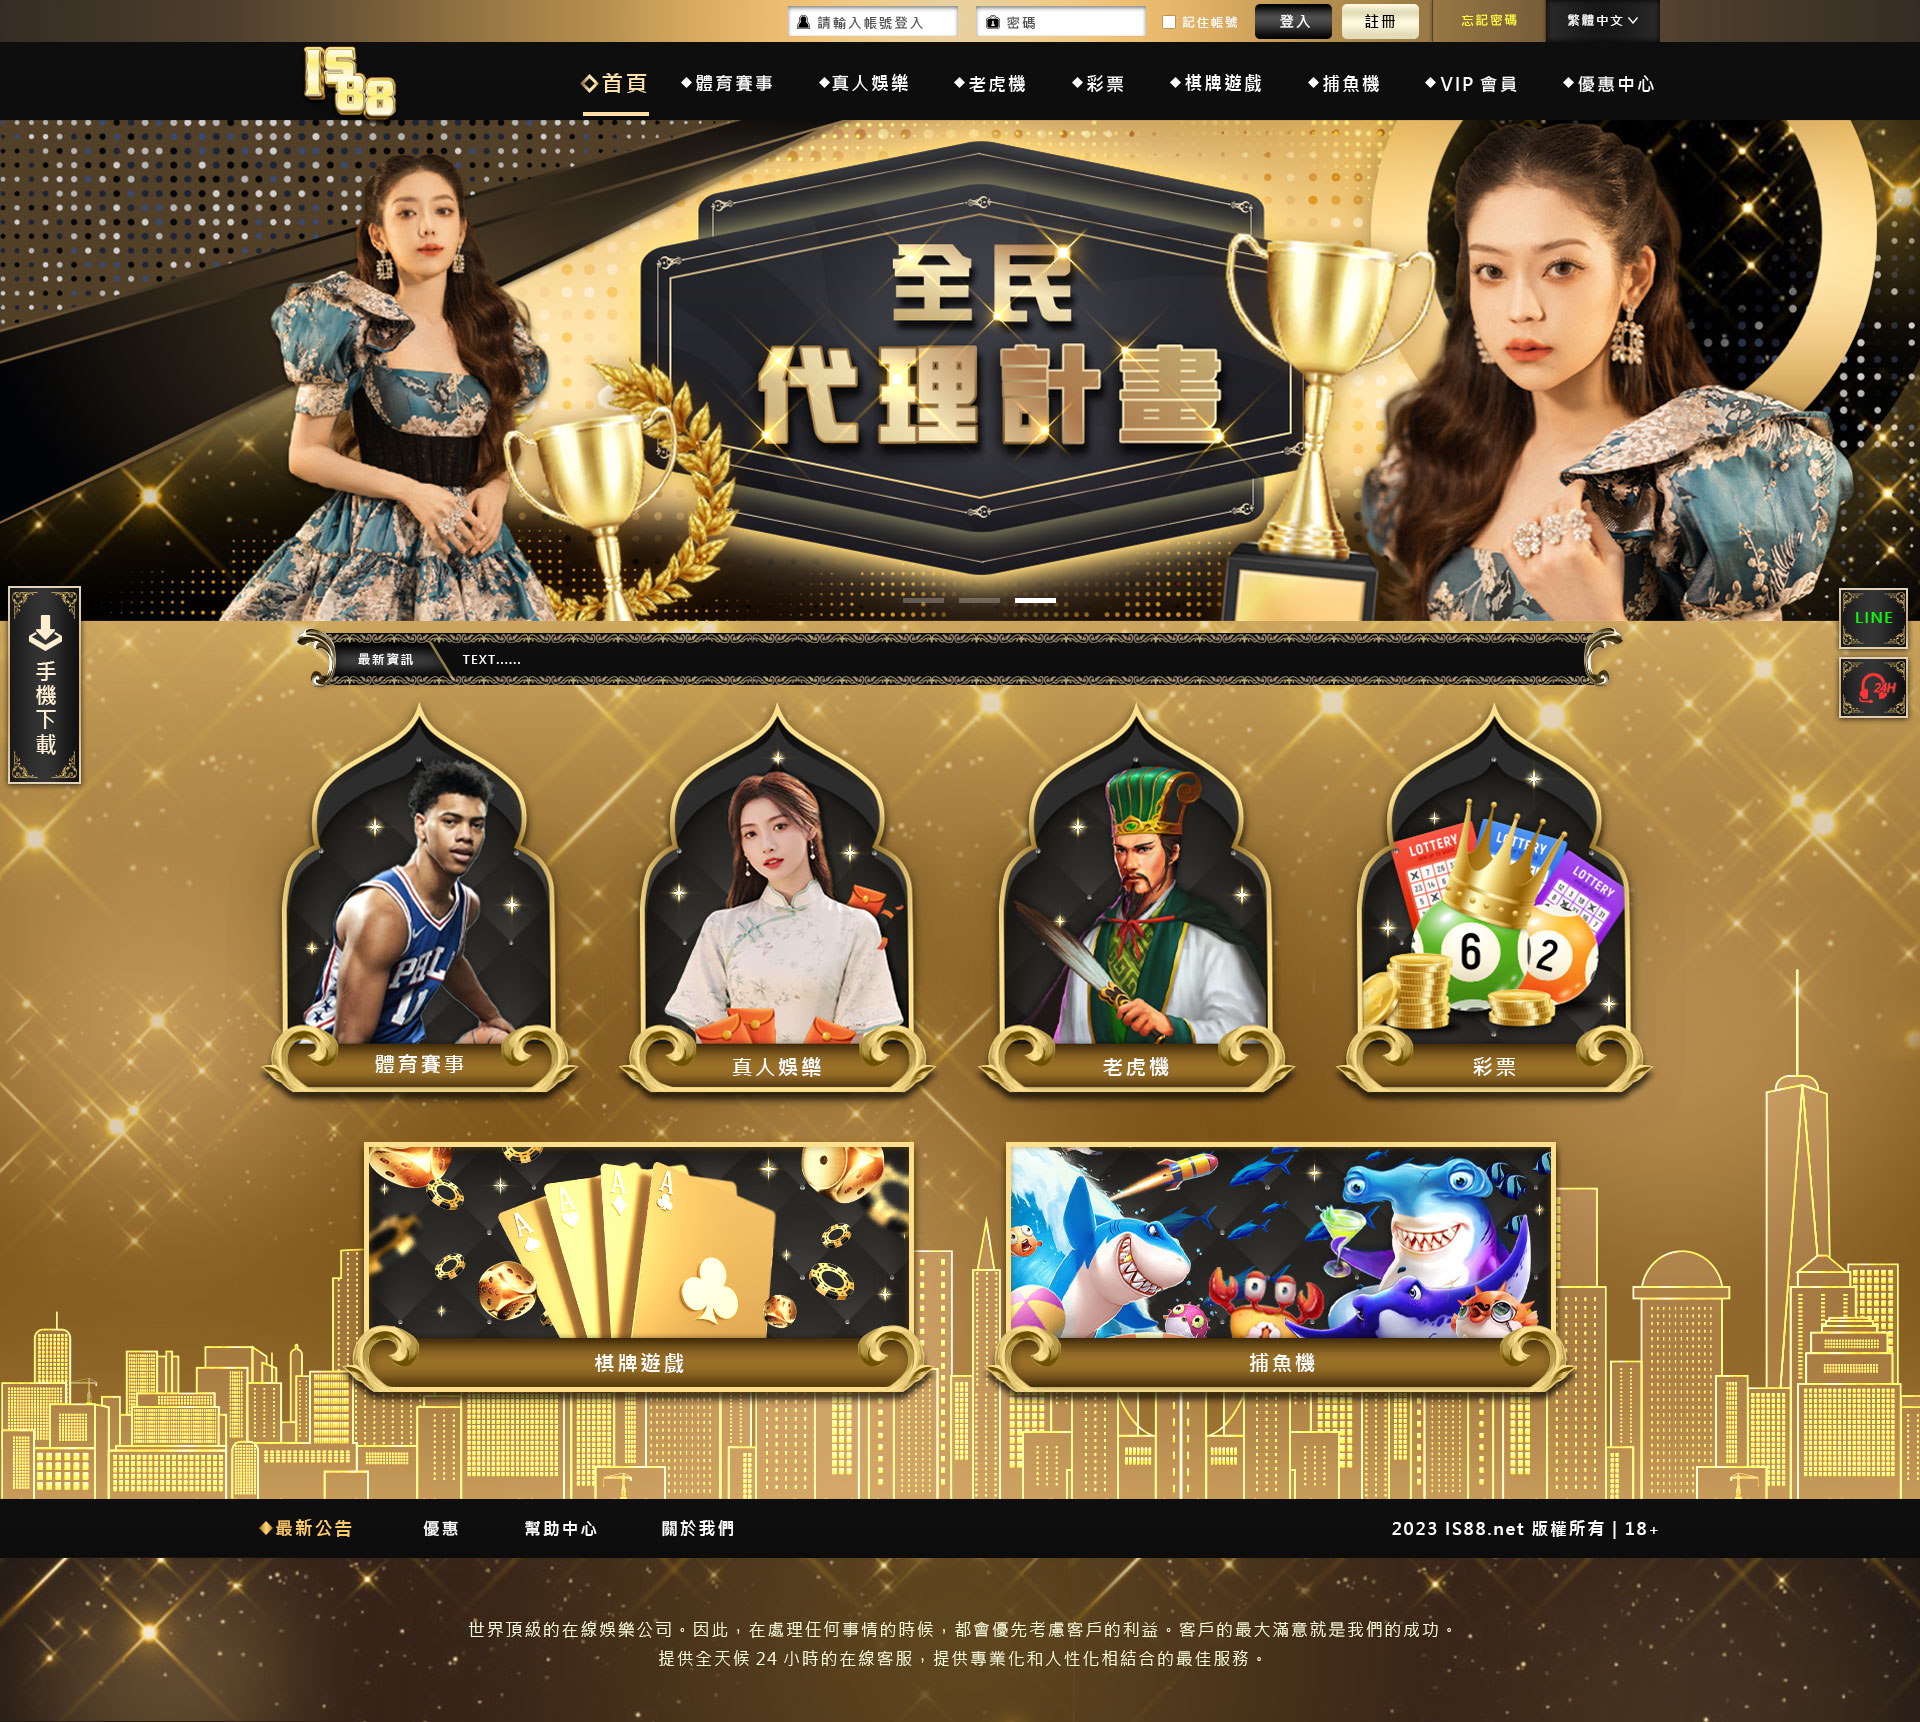 請輸入帳號登入
密碼
記住帳號
登入
註冊
忘記密碼
繁體中文
IS88
首頁
體育賽事
真人娛樂
老虎機
彩票
棋牌遊戲
捕魚機
VIP 會員
優惠中心
全民
代理計畫
手機下載
LINE
24H
最新資訊
TEXT......
PHIL
11
LOTTERY
LOTTERY
LOTTERY
6
2
體育賽事
真人娛樂
老虎機
彩票
A
A
A
A
棋牌遊戲
捕魚機
最新公告
優惠
幫助中心
關於我們
2023 IS88.net 版權所有 | 18+
世界頂級的在線娛樂公司。因此，在處理任何事情的時候，都會優先考慮客戶的利益。客戶的最大滿意就是我們的成功。
提供全天候 24 小時的在線客服，提供專業化和人性化相結合的最佳服務。